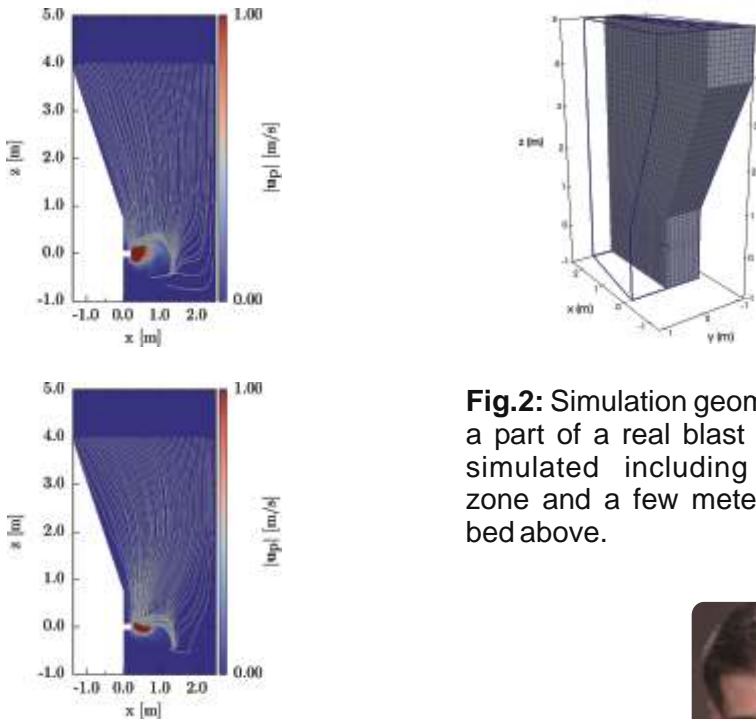 5.0
1.00
4.0
3.0
2.0
z [m]
|up| [m/s]
1.0
0.0
-1.0
0.00
-1.0 0.0 1.0 2.0
x [m]
z (m)
x (m)
y (m)
5.0
1.00
4.0
3.0
2.0
z [m]
|up| [m/s]
1.0
0.0
-1.0
0.00
-1.0 0.0 1.0 2.0
x [m]
Fig.2: Simulation geom
a part of a real blast
simulated including
zone and a few mete
bed above.